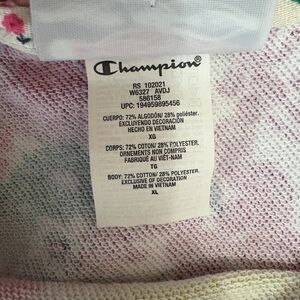 Champion
RS 102021
W6327 AVDJ
586158
UPC: 194959895456
CUERPO: 72% ALGODÓN/ 28% poliéster.
EXCLUYENDO DECORACIÓN
HECHO EN VIETNAM
XG
CORPS: 72% COTON/ 28% POLYESTER.
ORNEMENTS NON COMPRIS
FABRIQUÉ AU VIÊT-NAM
TG
BODY: 72% COTTON/ 28% POLYESTER.
EXCLUSIVE OF DECORATION
MADE IN VIETNAM
XL